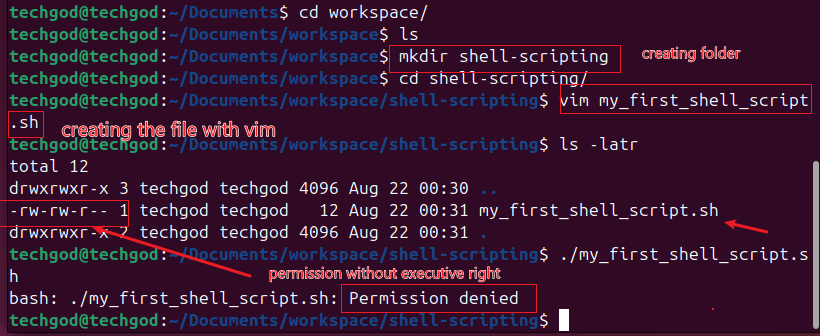 techgod@techgod:~/Documents$ cd workspace/
techgod@techgod:~/Documents/workspace$ ls
techgod@techgod:~/Documents/workspace$ mkdir shell-scripting
creating folder
techgod@techgod:~/Documents/workspace$ cd shell-scripting/
techgod@techgod:~/Documents/workspace/shell-scripting$ vim my_first_shell_script
.sh
creating the file with vim
techgod@techgod:~/Documents/workspace/shell-scripting$ ls -latr
total 12
drwxrwxr-x 3 techgod techgod 4096 Aug 22 00:30 ..
-rw-rw-r-- 1 techgod techgod   12 Aug 22 00:31 my_first_shell_script.sh
drwxrwxr-x 2 techgod techgod 4096 Aug 22 00:31 .
techgod@techgod:~/Documents/workspace/shell-scripting$ ./my_first_shell_script.s
h
permission without executive right
bash: ./my_first_shell_script.sh: Permission denied
techgod@techgod:~/Documents/workspace/shell-scripting$